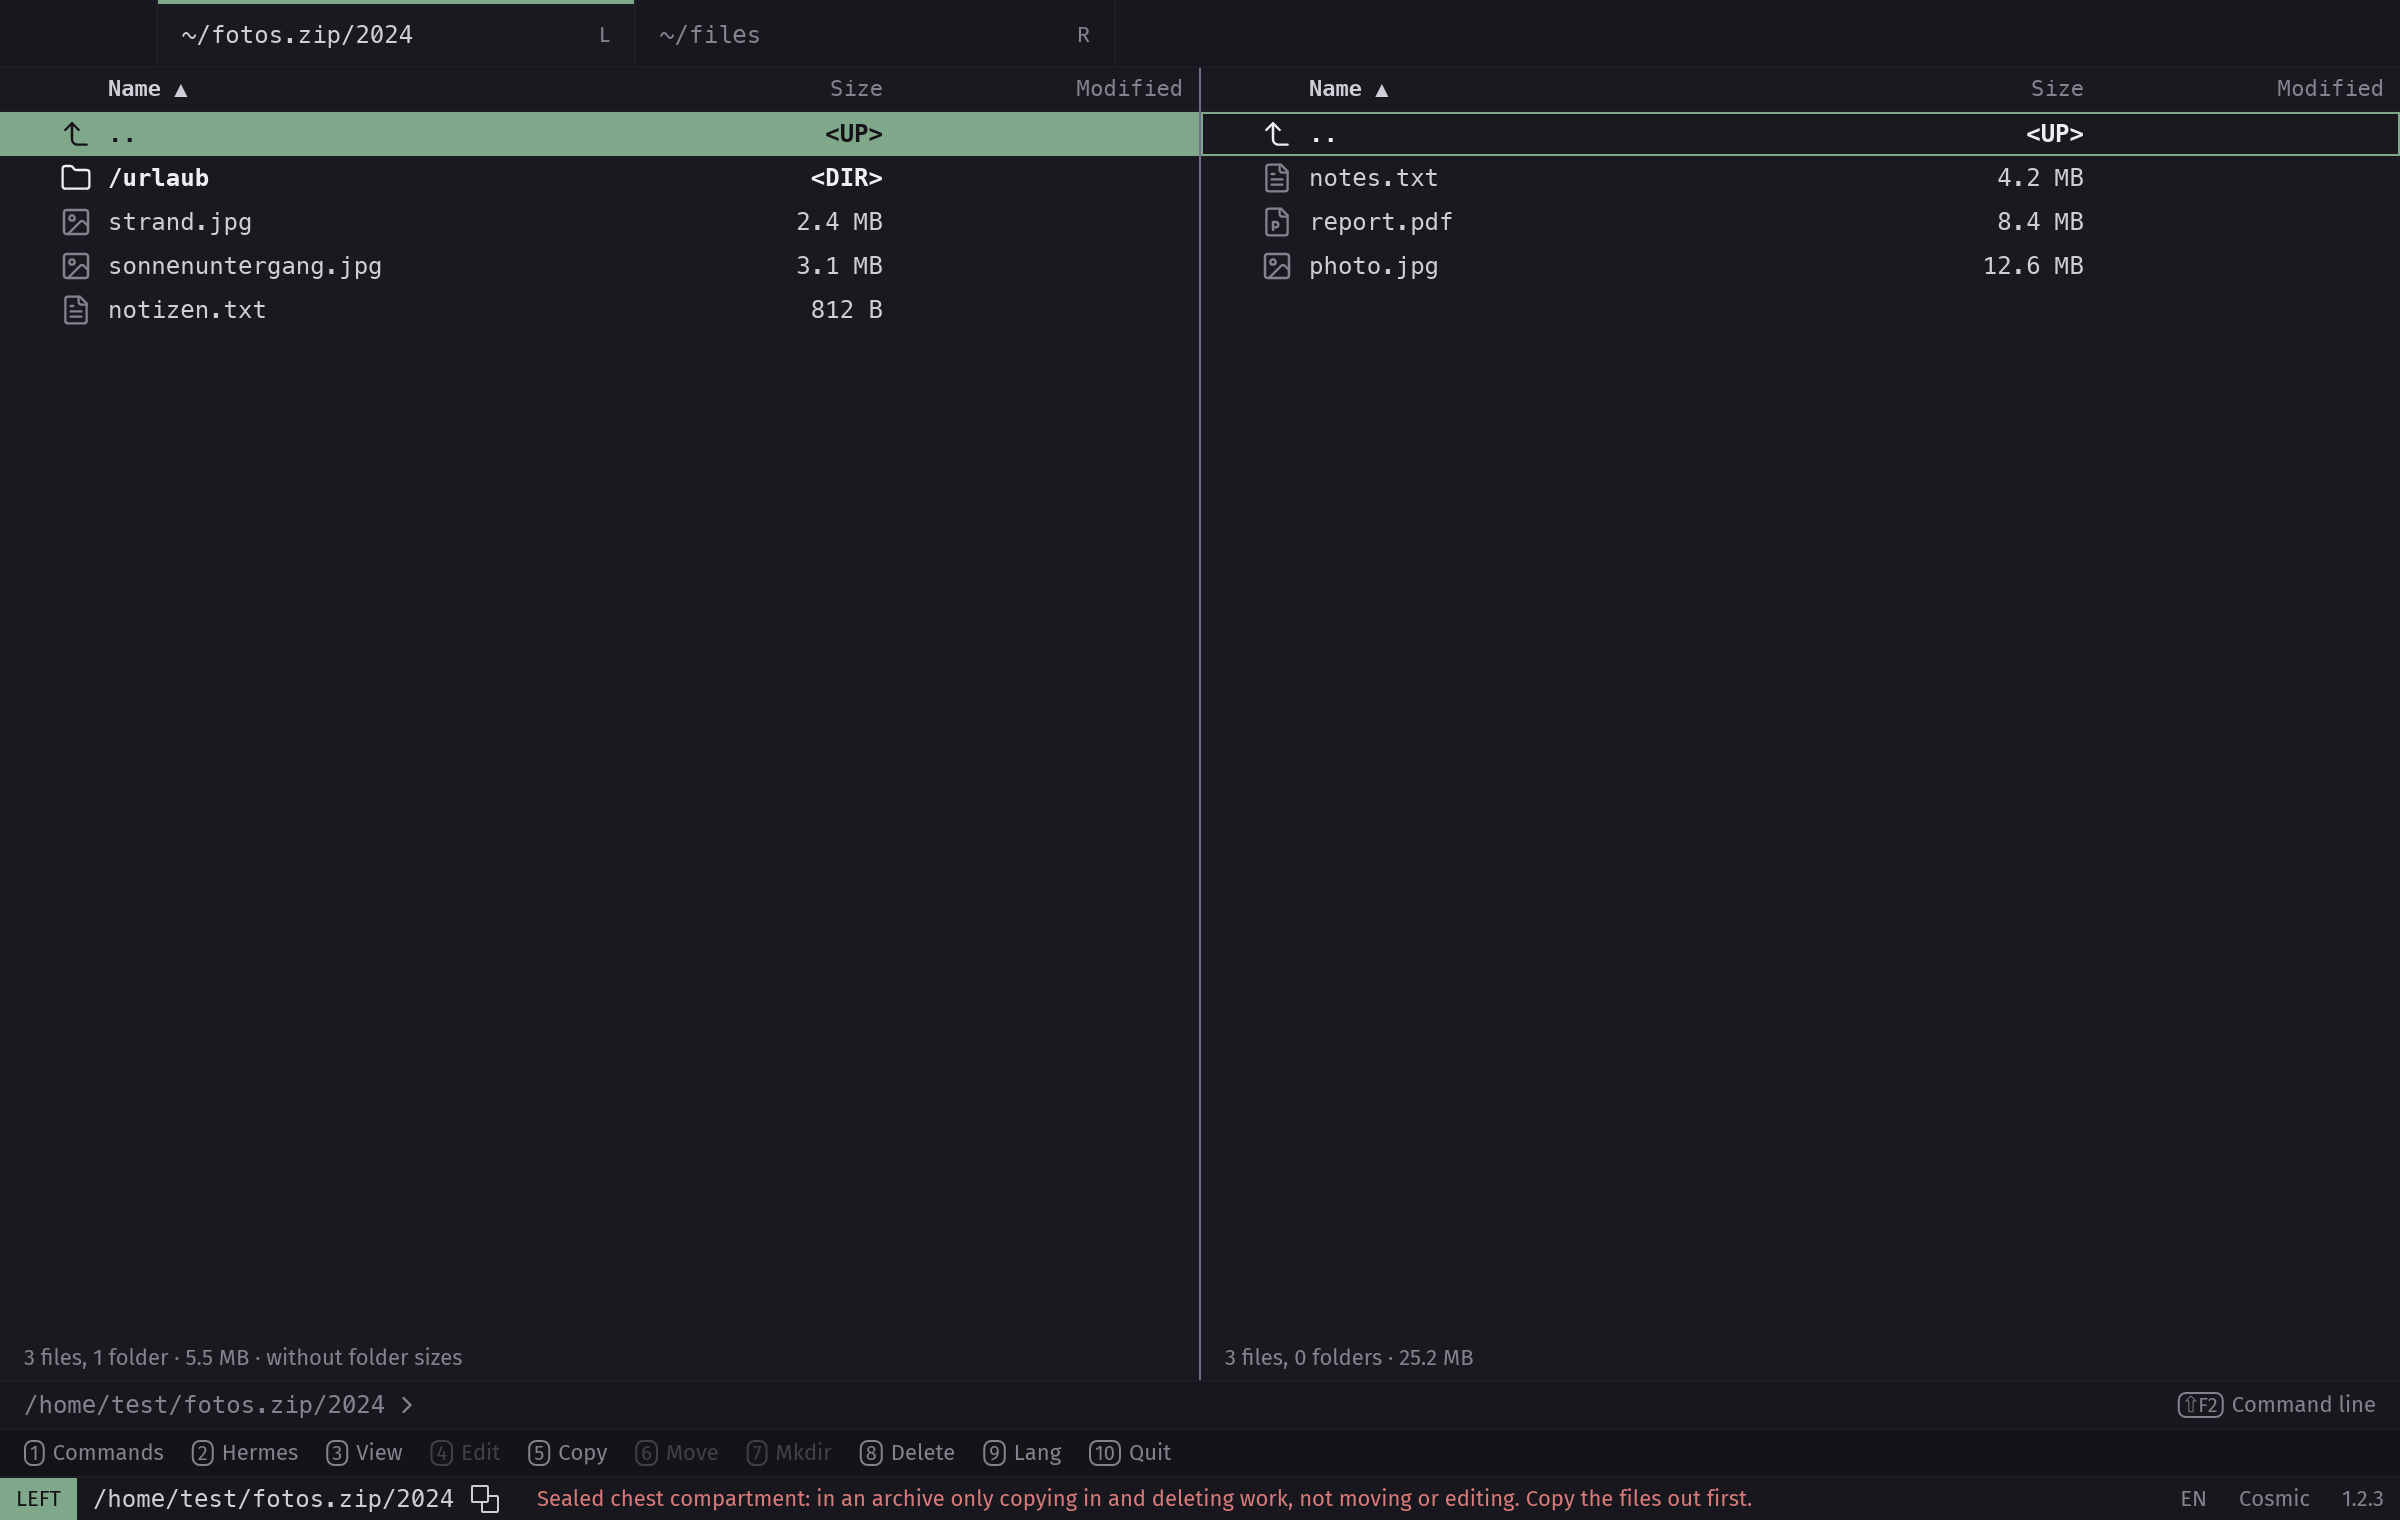 ~/fotos.zip/2024 L ~/files R
Name ▲ Size Modified
.. <UP>
/urlaub <DIR>
strand.jpg 2.4 MB
sonnenuntergang.jpg 3.1 MB
notizen.txt 812 B
3 files, 1 folder · 5.5 MB · without folder sizes
Name ▲ Size Modified
.. <UP>
notes.txt 4.2 MB
report.pdf 8.4 MB
photo.jpg 12.6 MB
3 files, 0 folders · 25.2 MB
/home/test/fotos.zip/2024 > ⇧F2 Command line
1 Commands 2 Hermes 3 View 4 Edit 5 Copy 6 Move 7 Mkdir 8 Delete 9 Lang 10 Quit
LEFT /home/test/fotos.zip/2024 Sealed chest compartment: in an archive only copying in and deleting work, not moving or editing. Copy the files out first. EN Cosmic 1.2.3